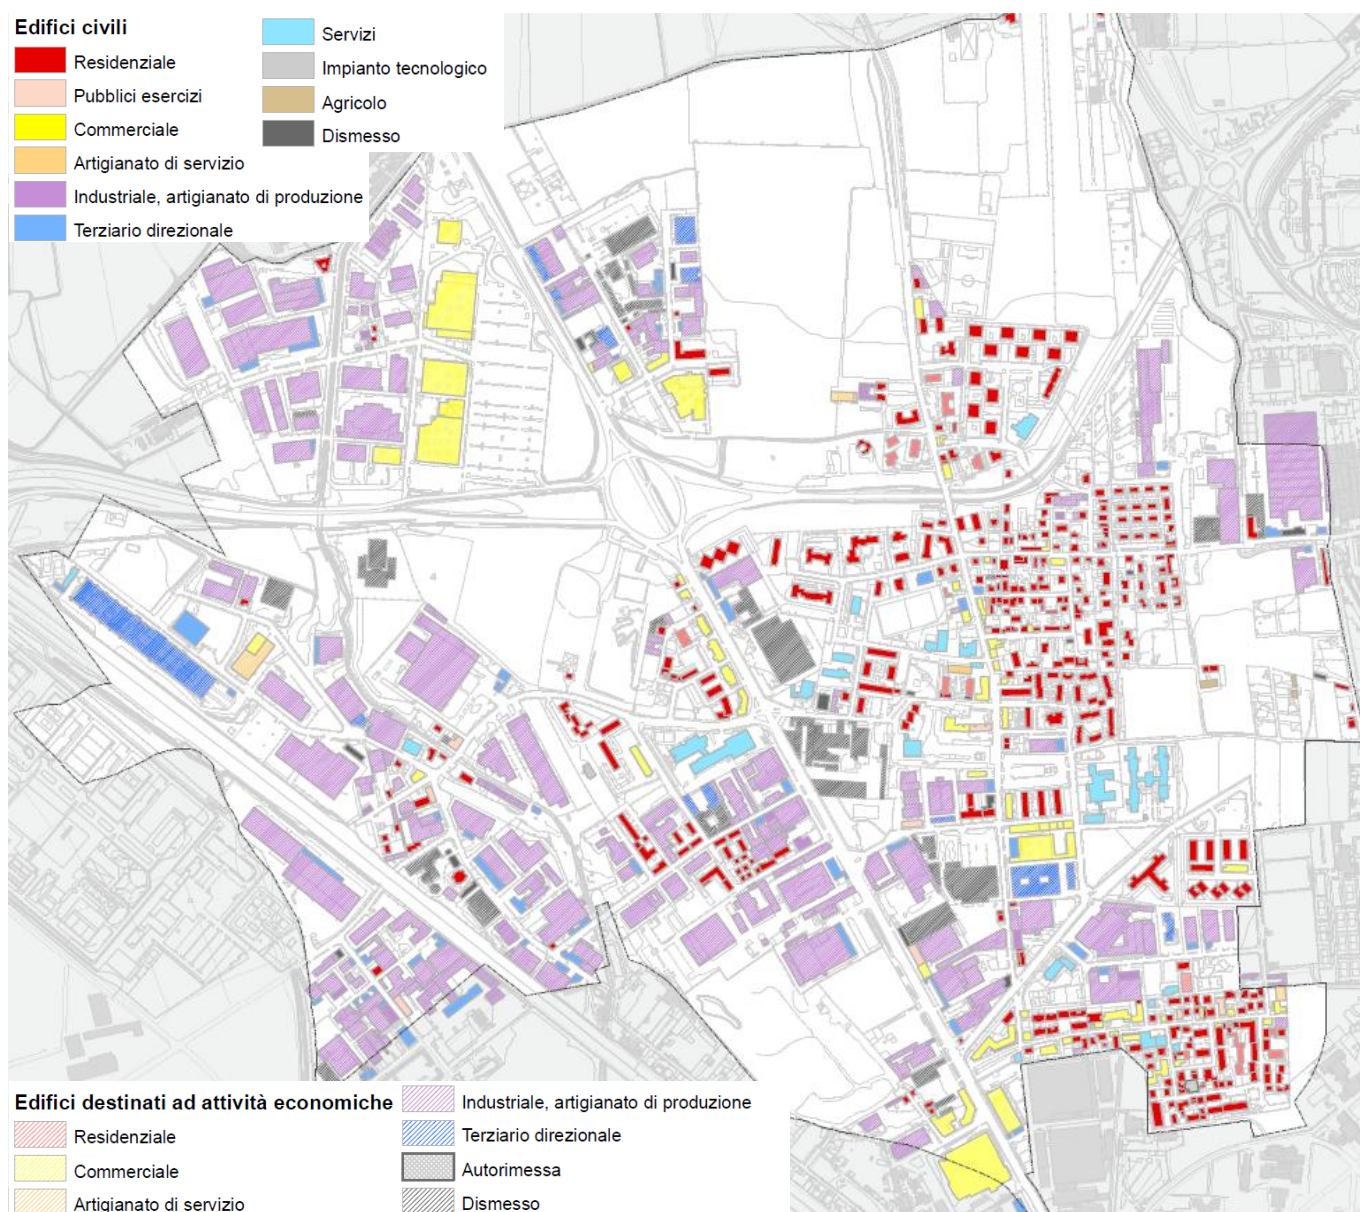 Edifici civili
Residenziale
Pubblici esercizi
Commerciale
Artigianato di servizio
Industriale, artigianato di produzione
Terziario direzionale
Servizi
Impianto tecnologico
Agricolo
Dismesso
Edifici destinati ad attività economiche
Residenziale
Commerciale
Artigianato di servizio
Industriale, artigianato di produzione
Terziario direzionale
Autorimessa
Dismesso